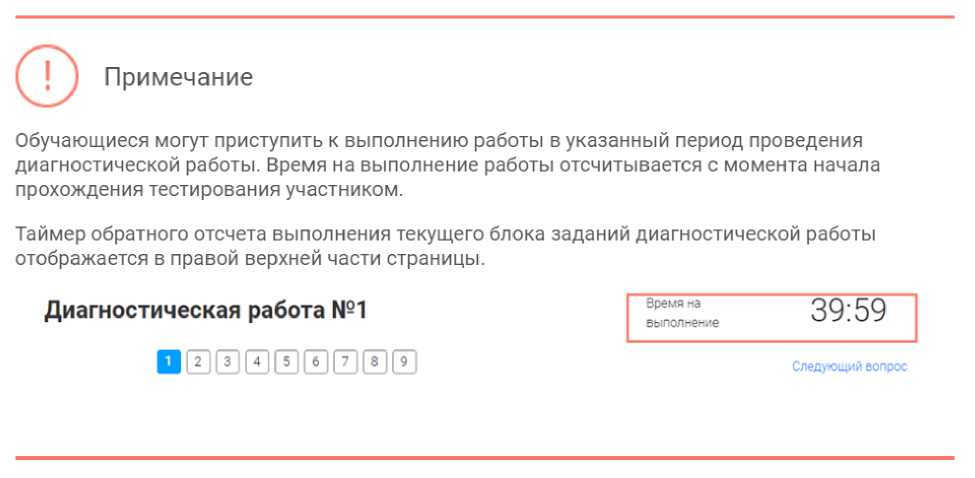 !
Примечание
Обучающиеся могут приступить к выполнению работы в указанный период проведения
диагностической работы. Время на выполнение работы отсчитывается с момента начала
прохождения тестирования участником.
Таймер обратного отсчета выполнения текущего блока заданий диагностической работы
отображается в правой верхней части страницы.
Диагностическая работа №1
Время на
выполнение
39:59
1 2 3 4 5 6 7 8 9
Следующий вопрос